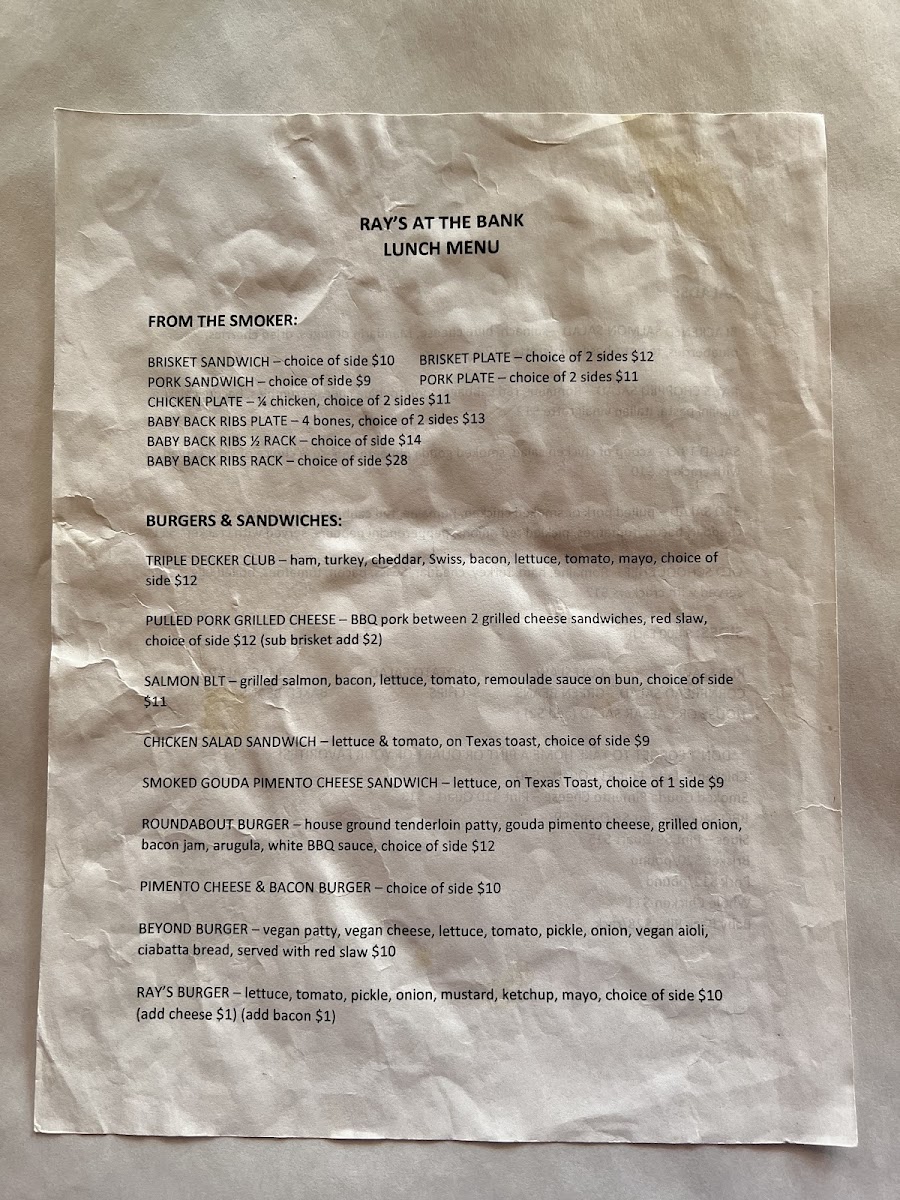 RAY'S AT THE BANK
LUNCH MENU
FROM THE SMOKER:
BRISKET SANDWICH – choice of side $10 BRISKET PLATE – choice of 2 sides $12
PORK SANDWICH – choice of side $9 PORK PLATE – choice of 2 sides $11
CHICKEN PLATE – ¼ chicken, choice of 2 sides $11
BABY BACK RIBS PLATE – 4 bones, choice of 2 sides $13
BABY BACK RIBS ½ RACK – choice of side $14
BABY BACK RIBS RACK – choice of side $28
BURGERS & SANDWICHES:
TRIPLE DECKER CLUB – ham, turkey, cheddar, Swiss, bacon, lettuce, tomato, mayo, choice of
side $12
PULLED PORK GRILLED CHEESE – BBQ pork between 2 grilled cheese sandwiches, red slaw,
choice of side $12 (sub brisket add $2)
SALMON BLT – grilled salmon, bacon, lettuce, tomato, remoulade sauce on bun, choice of side
$11
CHICKEN SALAD SANDWICH – lettuce & tomato, on Texas toast, choice of side $9
SMOKED GOUDA PIMENTO CHEESE SANDWICH – lettuce, on Texas Toast, choice of 1 side $9
ROUNDABOUT BURGER – house ground tenderloin patty, gouda pimento cheese, grilled onion,
bacon jam, arugula, white BBQ sauce, choice of side $12
PIMENTO CHEESE & BACON BURGER – choice of side $10
BEYOND BURGER – vegan patty, vegan cheese, lettuce, tomato, pickle, onion, vegan aioli,
ciabatta bread, served with red slaw $10
RAY'S BURGER – lettuce, tomato, pickle, onion, mustard, ketchup, mayo, choice of side $10
(add cheese $1) (add bacon $1)